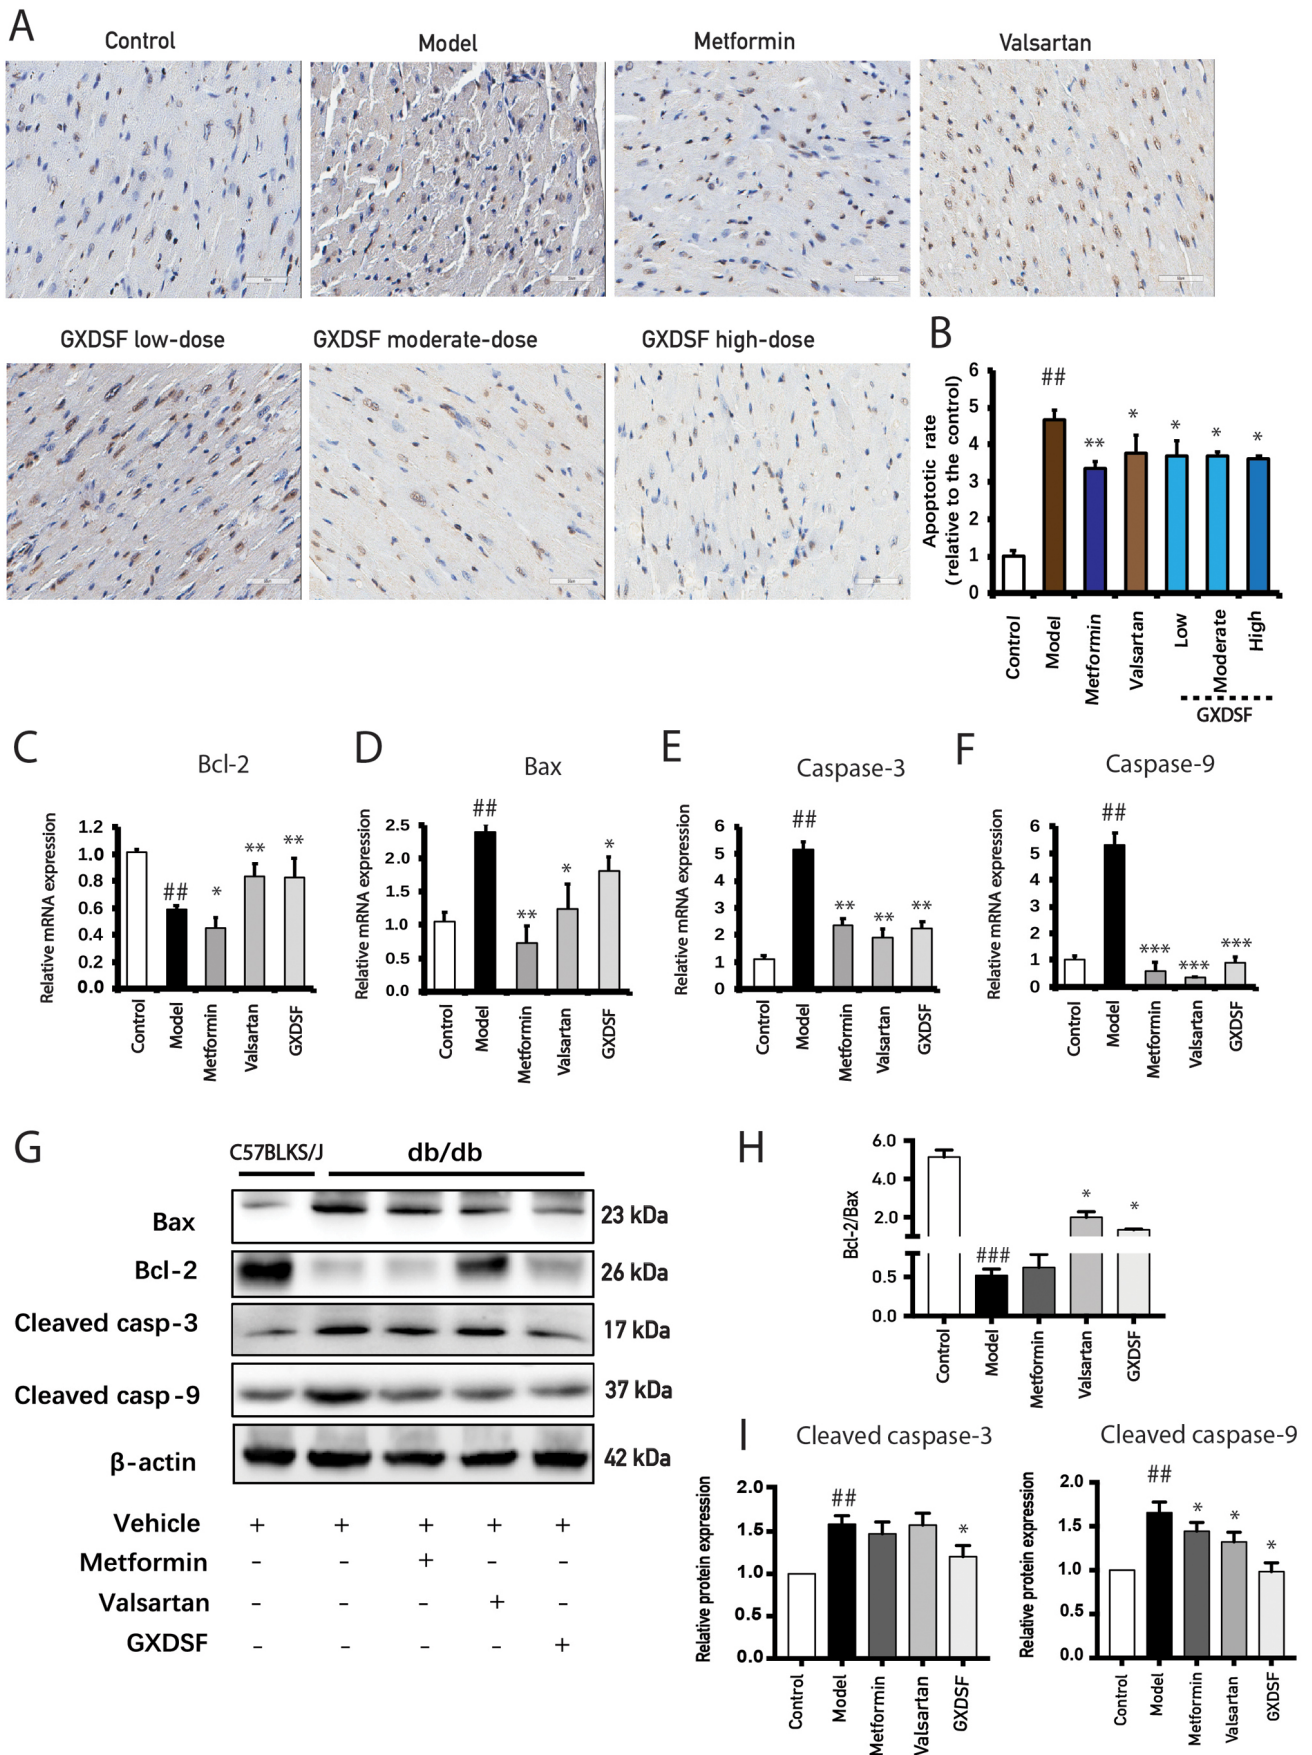 A
Control
Model
Metformin
Valsartan
GXDSF low-dose
GXDSF moderate-dose
GXDSF high-dose
B
Apoptotic rate
(relative to the control)
6
5
4
3
2
1
0
##
**
*
*
*
*
Control
Model
Metformin
Valsartan
Low
Moderate
High
GXDSF
C
Bcl-2
Relative mRNA expression
1.2
1.0
0.8
0.6
0.4
0.2
0.0
##
*
**
**
Control
Model
Metformin
Valsartan
GXDSF
D
Bax
Relative mRNA expression
2.5
2.0
1.5
1.0
0.5
0.0
##
**
*
*
Control
Model
Metformin
Valsartan
GXDSF
E
Caspase-3
Relative mRNA expression
6
5
4
3
2
1
0
##
**
**
**
Control
Model
Metformin
Valsartan
GXDSF
F
Caspase-9
Relative mRNA expression
6
5
4
3
2
1
0
##
***
***
***
Control
Model
Metformin
Valsartan
GXDSF
G
C57BLKS/J
db/db
Bax
23 kDa
Bcl-2
26 kDa
Cleaved casp-3
17 kDa
Cleaved casp-9
37 kDa
β-actin
42 kDa
Vehicle + + + + +
Metformin - - + - -
Valsartan - - - + -
GXDSF - - - - +
H
Bcl-2/Bax
6.0
4.0
2.0
0.5
0.0
###
*
*
Control
Model
Metformin
Valsartan
GXDSF
I
Cleaved caspase-3
Relative protein expression
2.0
1.5
1.0
0.5
0.0
##
*
Control
Model
Metformin
Valsartan
GXDSF
Cleaved caspase-9
Relative protein expression
2.0
1.5
1.0
0.5
0.0
##
*
*
*
Control
Model
Metformin
Valsartan
GXDSF